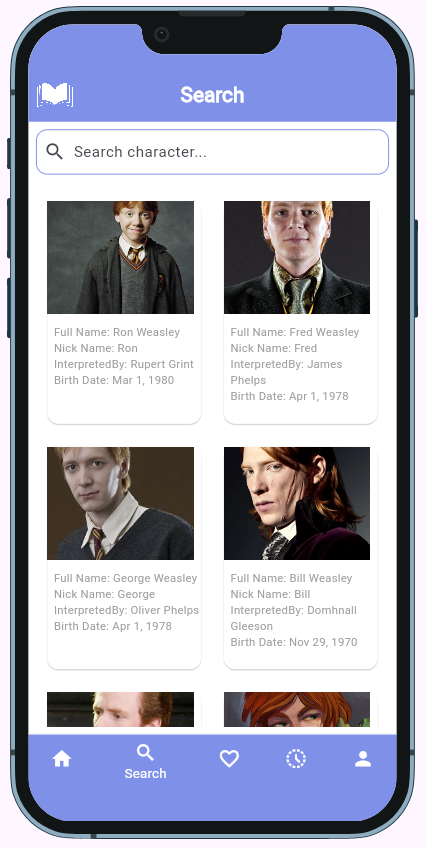 Search
Search character...
Full Name: Ron Weasley
Nick Name: Ron
InterpretedBy: Rupert Grint
Birth Date: Mar 1, 1980
Full Name: Fred Weasley
Nick Name: Fred
InterpretedBy: James
Phelps
Birth Date: Apr 1, 1978
Full Name: George Weasley
Nick Name: George
InterpretedBy: Oliver Phelps
Birth Date: Apr 1, 1978
Full Name: Bill Weasley
Nick Name: Bill
InterpretedBy: Domhnall
Gleeson
Birth Date: Nov 29, 1970
Search